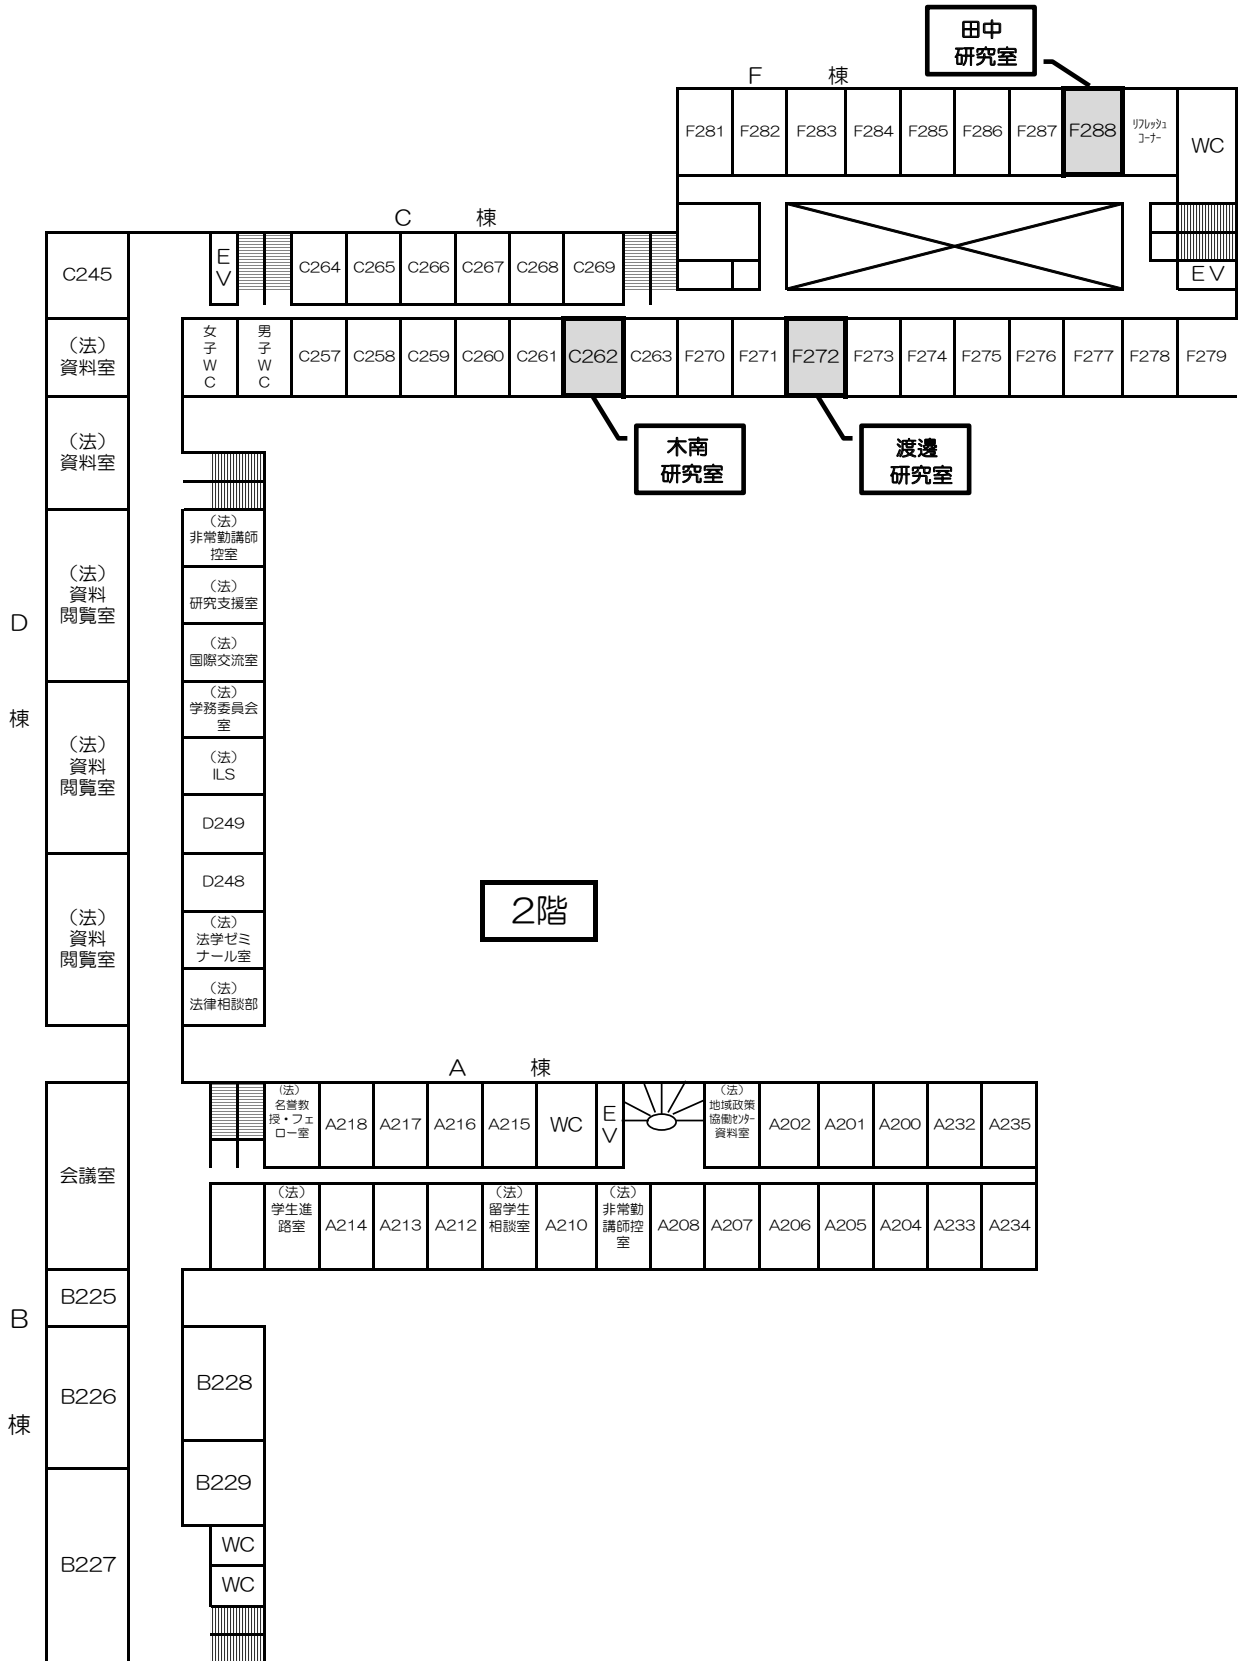 田中
研究室
F 棟
F281 F282 F283 F284 F285 F286 F287 F288 ﾘﾌﾚｯｼｭ
ｺｰﾅｰ
WC
C 棟
C245
E
V
C264 C265 C266 C267 C268 C269
EV
(法)
資料室
女
子
W
C
男
子
W
C
C257 C258 C259 C260 C261 C262 C263 F270 F271 F272 F273 F274 F275 F276 F277 F278 F279
木南
研究室
渡邊
研究室
(法)
資料室
(法)
非常勤講師
控室
(法)
研究支援室
(法)
国際交流室
(法)
学務委員会
室
(法)
ILS
D249
D248
(法)
法学ゼミ
ナール室
(法)
法律相談部
(法)
資料
閲覧室
(法)
資料
閲覧室
(法)
資料
閲覧室
D
棟
2階
A 棟
(法)
名誉教
授・フェ
ロー室
A218 A217 A216 A215 WC
E
V
(法)
地域政策
協働ｾﾝﾀｰ
資料室
A202 A201 A200 A232 A235
会議室
(法)
学生進
路室
A214 A213 A212
(法)
留学生
相談室
A210
(法)
非常勤
講師控
室
A208 A207 A206 A205 A204 A233 A234
B
棟
B225
B226
B227
B228
B229
WC
WC